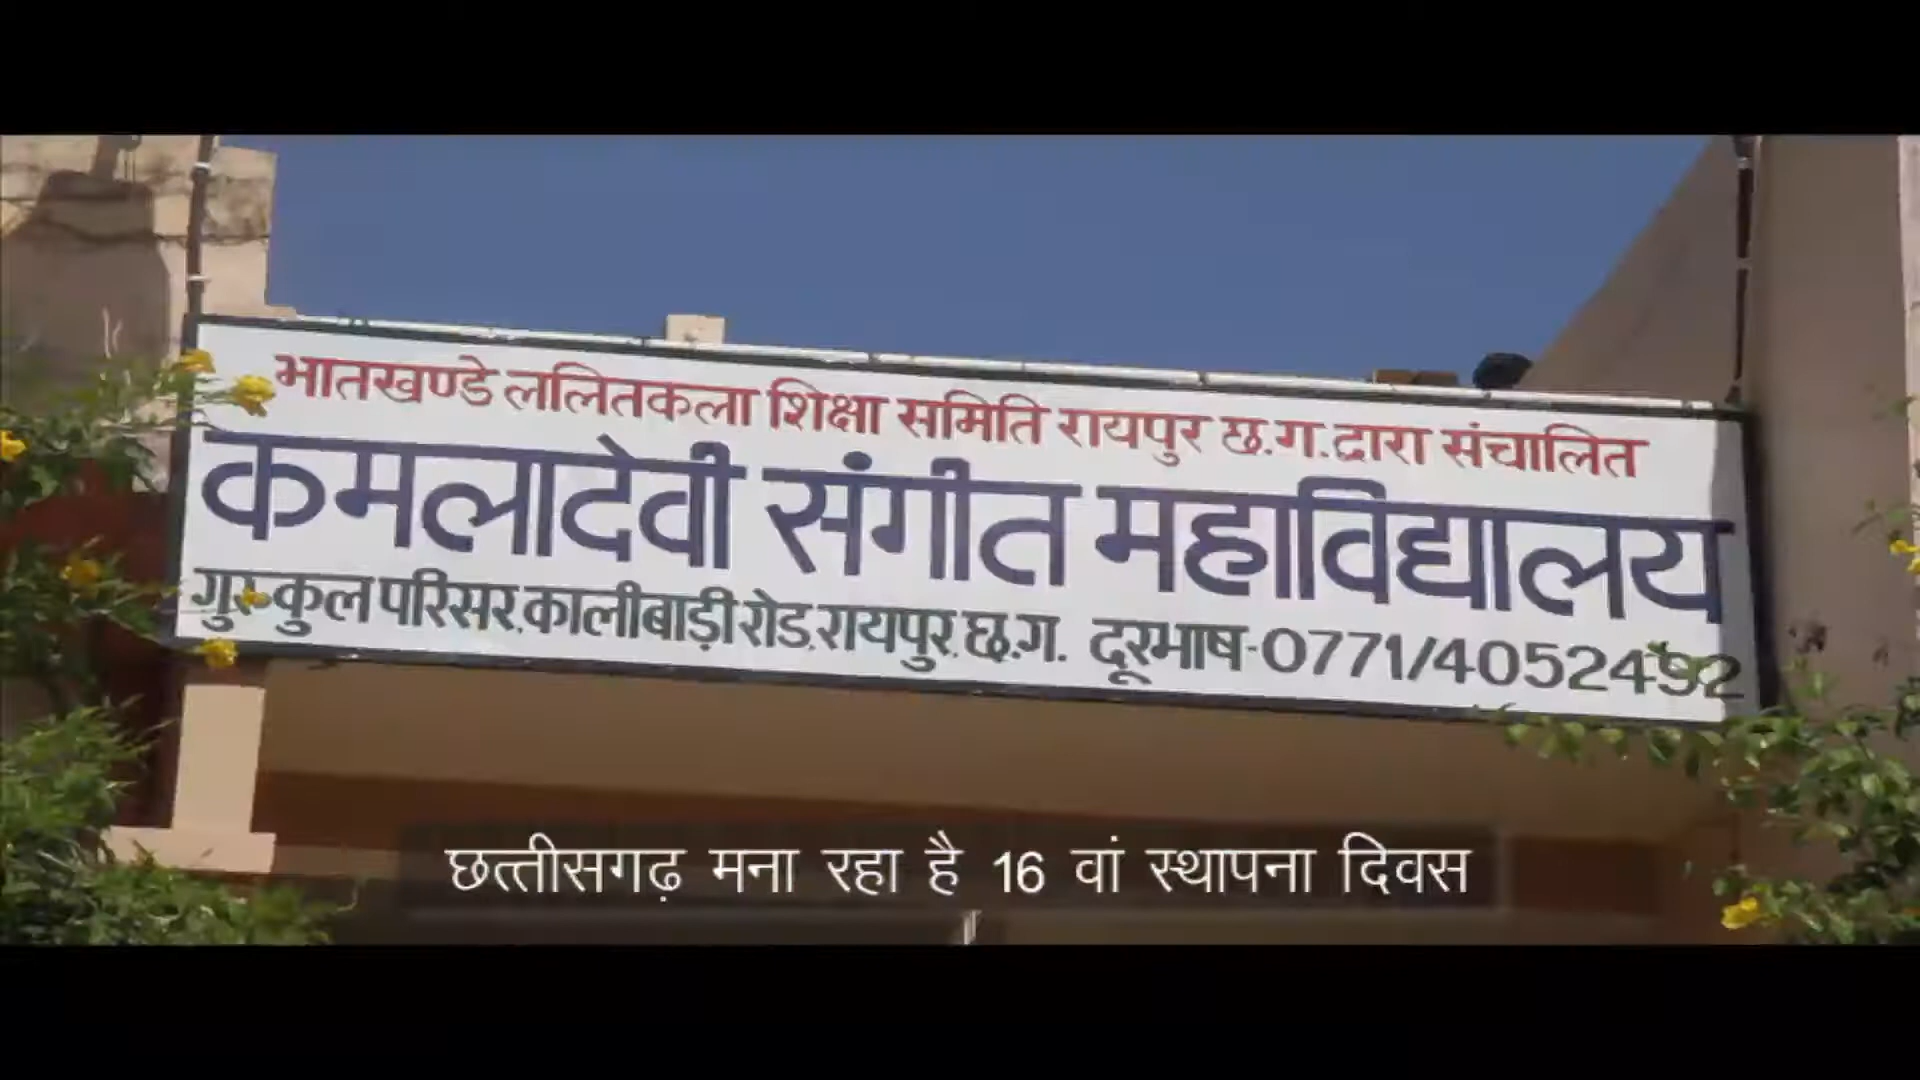 भातखण्डे ललितकला शिक्षा समिति रायपुर छ.ग.द्वारा संचालित
कमलादेवी संगीत महाविद्यालय
गुरुकुल परिसर,कालीबाड़ी रोड,रायपुर,छ.ग. दूरभाष-0771/4052492
छत्तीसगढ़ मना रहा है 16 वां स्थापना दिवस